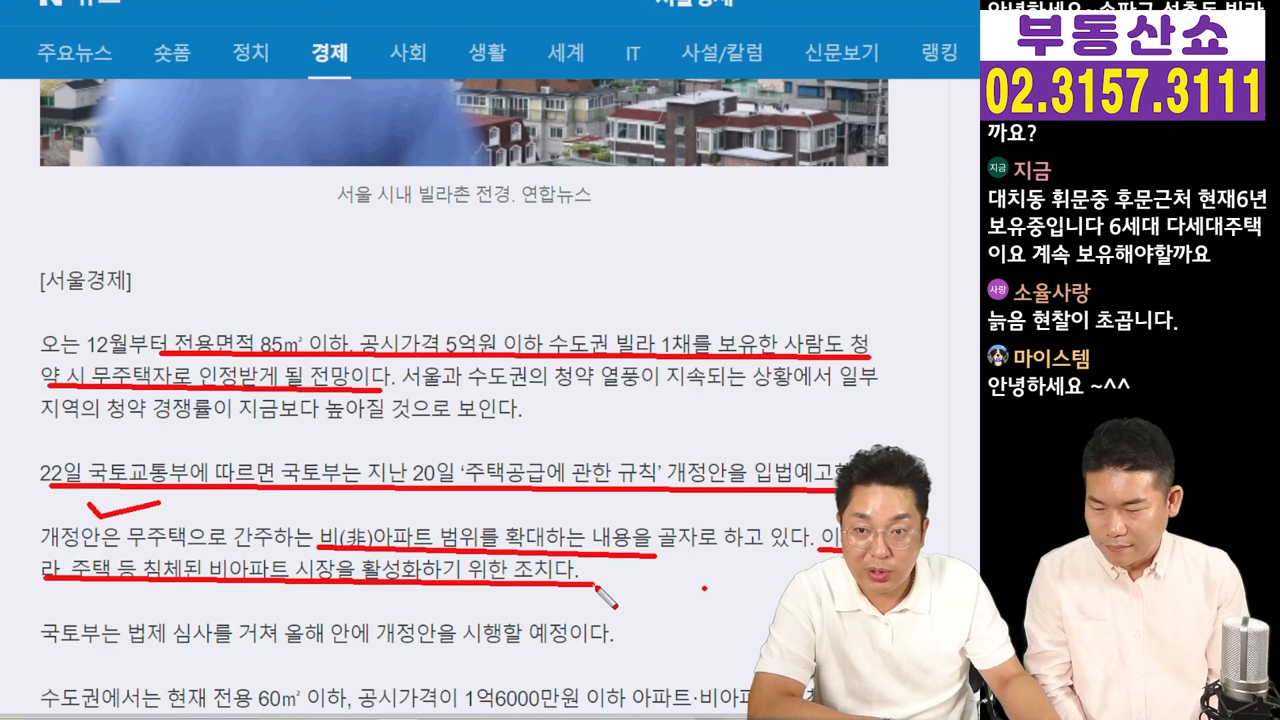 N 뉴스
서울경제
주요뉴스 숏폼 정치 경제 사회 생활 세계 IT 사설/칼럼 신문보기 랭킹
서울 시내 빌라촌 전경. 연합뉴스
[서울경제]
오는 12월부터 전용면적 85㎡ 이하, 공시가격 5억원 이하 수도권 빌라 1채를 보유한 사람도 청
약 시 무주택자로 인정받게 될 전망이다. 서울과 수도권의 청약 열풍이 지속되는 상황에서 일부
지역의 청약 경쟁률이 지금보다 높아질 것으로 보인다.
22일 국토교통부에 따르면 국토부는 지난 20일 ‘주택공급에 관한 규칙’ 개정안을 입법예고
개정안은 무주택으로 간주하는 비(非)아파트 범위를 확대하는 내용을 골자로 하고 있다.
라, 주택 등 침체된 비아파트 시장을 활성화하기 위한 조치다.
국토부는 법제 심사를 거쳐 올해 안에 개정안을 시행할 예정이다.
수도권에서는 현재 전용 60㎡ 이하, 공시가격이 1억6000만원 이하 아파트·비아파
부동산쇼
02.3157.3111
까요?
지금 지금
대치동 휘문중 후문근처 현재6년
보유중입니다 6세대 다세대주택
이요 계속 보유해야할까요
사랑 소율사랑
늙음 현찰이 초곱니다.
마이스템
안녕하세요 ~^^